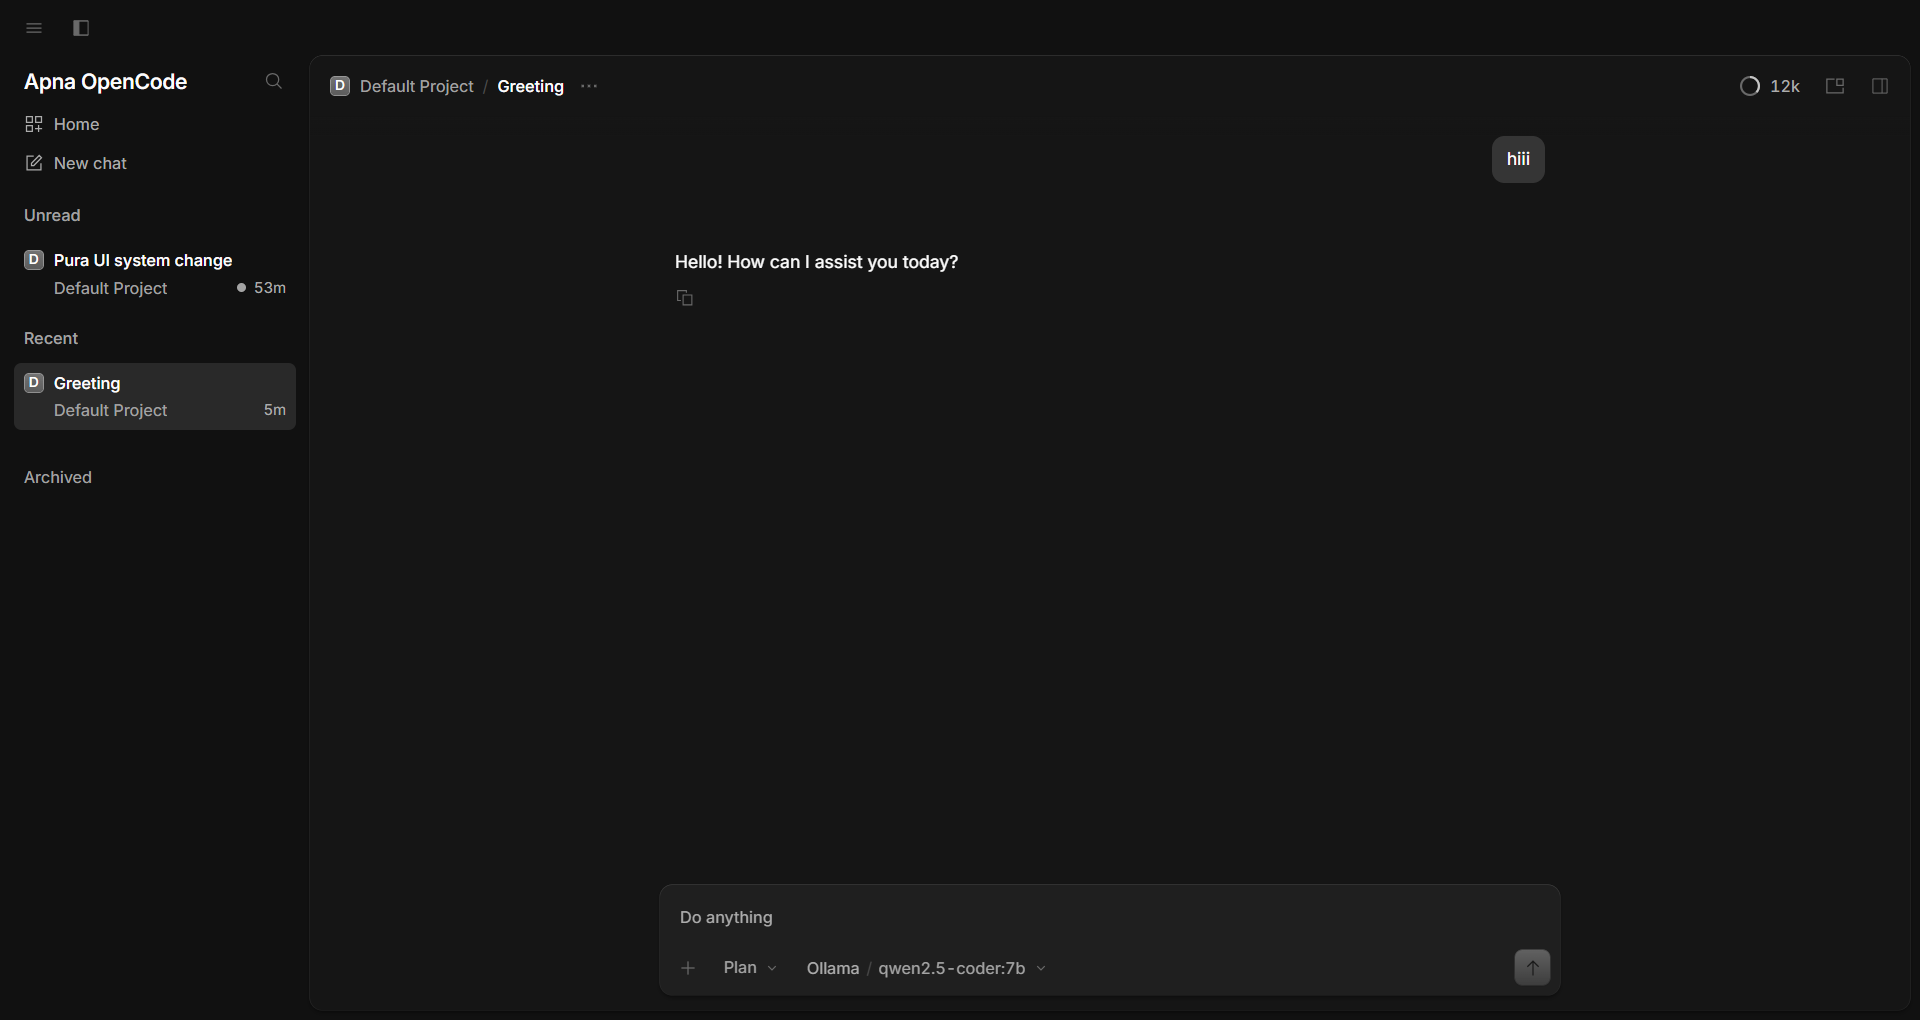 Apna OpenCode
Home
New chat
Unread
D Pura UI system change
Default Project 53m
Recent
D Greeting
Default Project 5m
Archived
D Default Project / Greeting ...
12k
hiii
Hello! How can I assist you today?
Do anything
Plan Ollama / qwen2.5-coder:7b